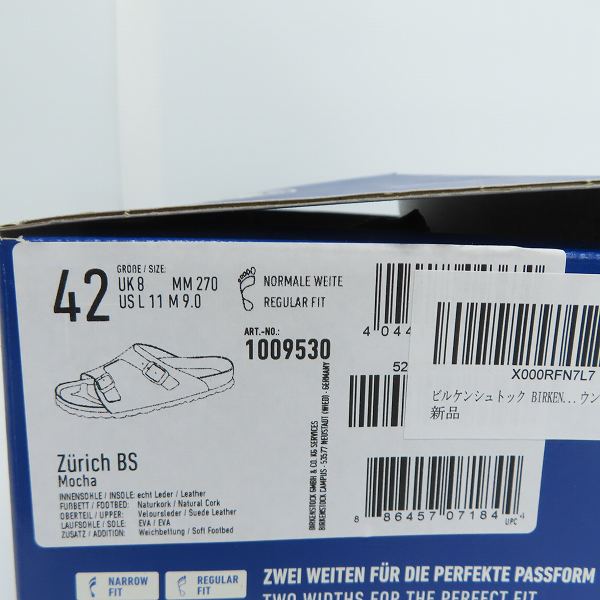 42
GRÖßE / SIZE:
UK 8 MM 270
US L 11 M 9.0
NORMALE WEITE
REGULAR FIT
ART.-NO.:
1009530
4 044
52
X000RFN7L7
ビルケンシュトック BIRKEN...ウン
新品
Zürich BS
Mocha
INNENSOHLE / INSOLE: echt Leder / Leather
FUßBETT / FOOTBED: Naturkork / Natural Cork
OBERTEIL / UPPER: Veloursleder / Suede Leather
LAUFSOHLE / SOLE: EVA / EVA
ZUSATZ / ADDITION: Weichbettung / Soft Footbed
BIRKENSTOCK GMBH & CO. KG SERVICES
BIRKENSTOCK CAMPUS - 53577 NEUSTADT (WIED) - GERMANY
8 86457 07184 4
UPC
NARROW FIT
REGULAR FIT
ZWEI WEITEN FÜR DIE PERFEKTE PASSFORM
TWO WIDTHS FOR THE PERFECT FIT